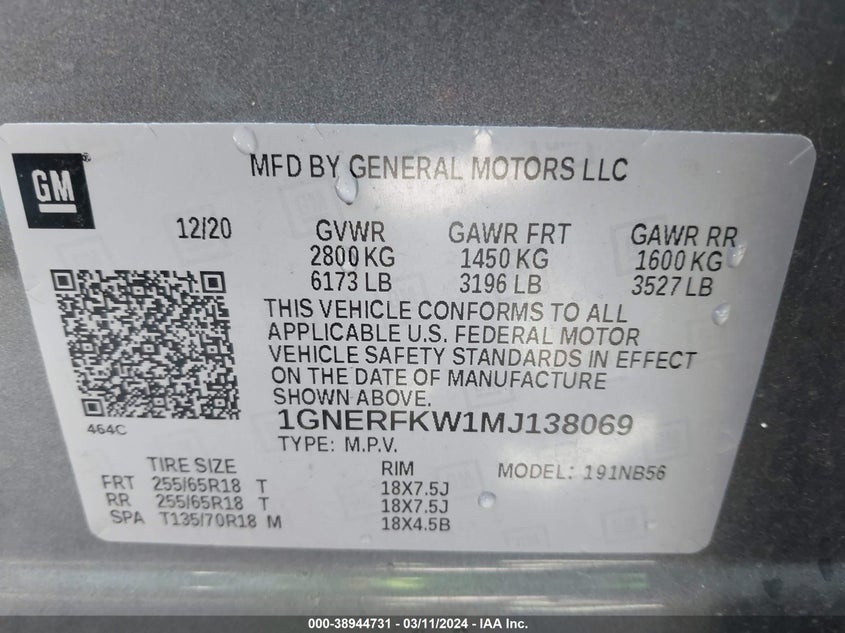 GM
MFD BY GENERAL MOTORS LLC
12/20 GVWR GAWR FRT GAWR RR
2800 KG 1450 KG 1600 KG
6173 LB 3196 LB 3527 LB
THIS VEHICLE CONFORMS TO ALL
APPLICABLE U.S. FEDERAL MOTOR
VEHICLE SAFETY STANDARDS IN EFFECT
ON THE DATE OF MANUFACTURE
SHOWN ABOVE.
464C
1GNERFKW1MJ138069
TYPE: M.P.V.
TIRE SIZE RIM MODEL: 191NB56
FRT 255/65R18 T 18X7.5J
RR 255/65R18 T 18X7.5J
SPA T135/70R18 M 18X4.5B
000-38944731 - 03/11/2024 - IAA Inc.